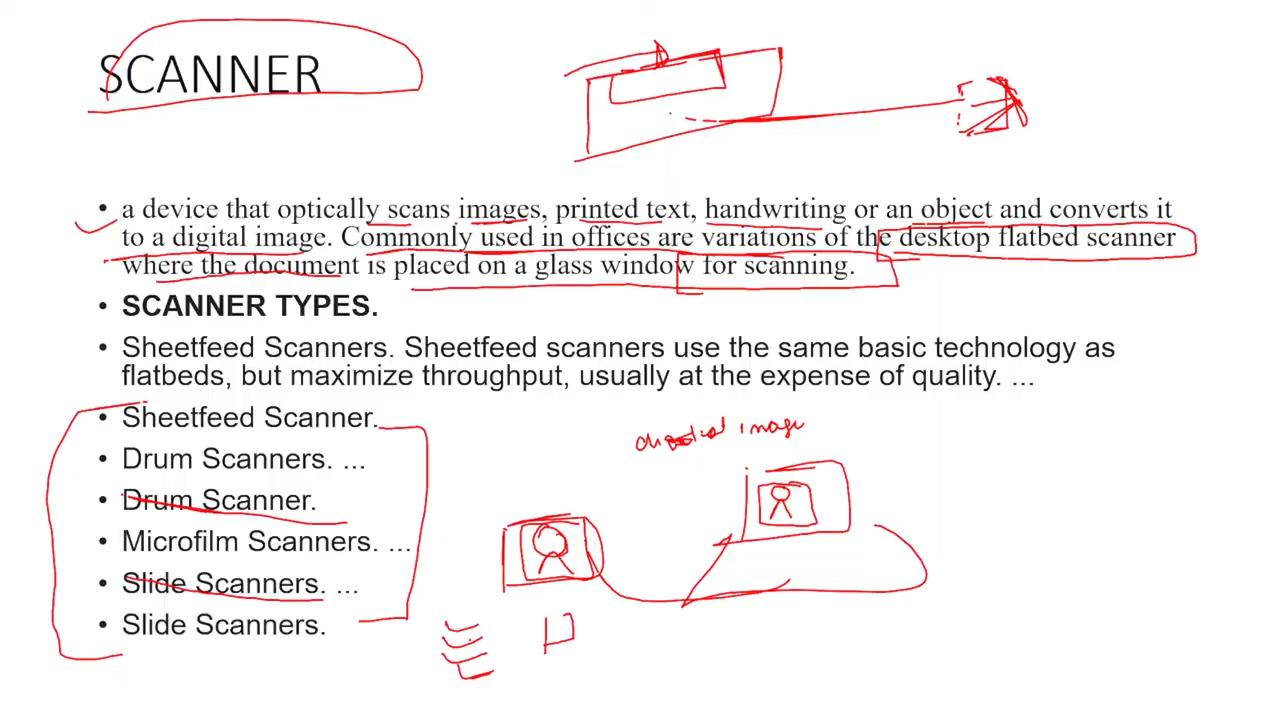 SCANNER
• a device that optically scans images, printed text, handwriting or an object and converts it
to a digital image. Commonly used in offices are variations of the desktop flatbed scanner
where the document is placed on a glass window for scanning.
• SCANNER TYPES.
• Sheetfeed Scanners. Sheetfeed scanners use the same basic technology as
flatbeds, but maximize throughput, usually at the expense of quality. ...
• Sheetfeed Scanner.
image
• Drum Scanners. ...
• Drum Scanner.
• Microfilm Scanners. ...
• Slide Scanners. ...
• Slide Scanners.